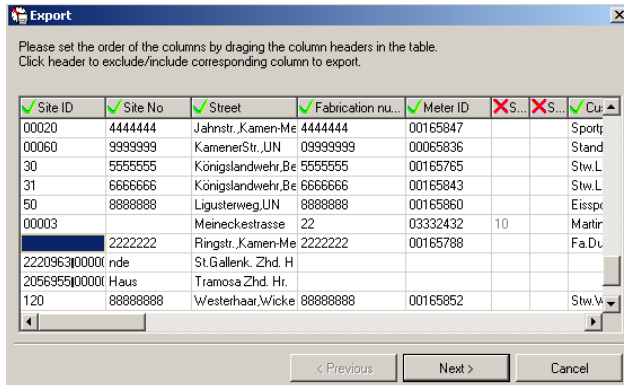 Export
Please set the order of the columns by draging the column headers in the table.
Click header to exclude/include corresponding column to export.
Site ID Site No Street Fabrication nu... Meter ID S... S... Cu
00020 4444444 Jahnstr.,Kamen-Me 4444444 00165847 Sportp
00060 9999999 KamenerStr.,UN 09999999 00065836 Stand
30 5555555 Königslandwehr,Be 5555555 00165765 Stw.L
31 6666666 Königslandwehr,Be 6666666 00165843 Stw.L
50 8888888 Ligusterweg,UN 8888888 00165860 Eisspo
00003 Meineckestrasse 22 03332432 10 Martin
2222222 Ringstr.,Kamen-Me 2222222 00165788 Fa.Du
2220963|0000( nde St.Gallenk. Zhd. H
2056955|0000( Haus Tramosa Zhd. Hr.
120 88888888 Westerhaar,Wicke 88888888 00165852 Stw.W
< Previous Next > Cancel